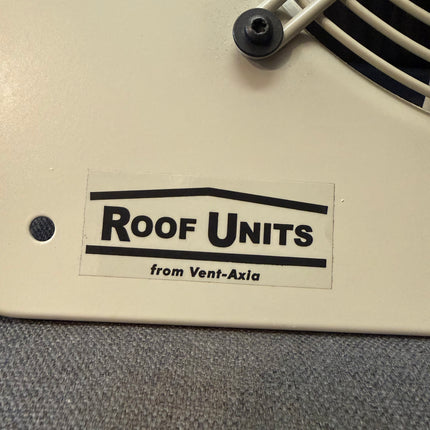 ROOF UNITS
from Vent-Axia